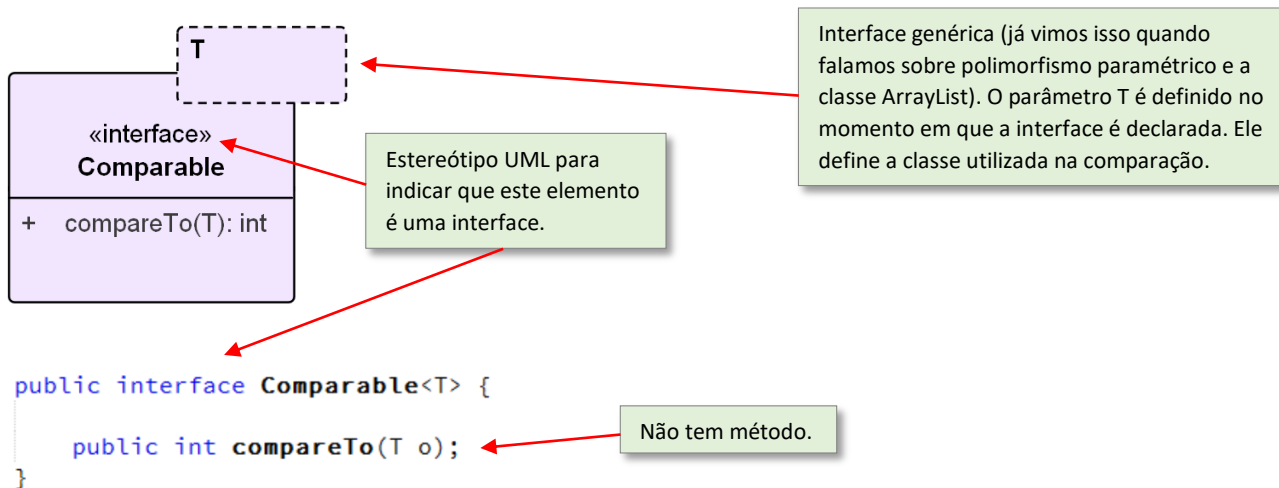 T
«interface»
Comparable
+ compareTo(T): int
Interface genérica (já vimos isso quando
falamos sobre polimorfismo paramétrico e a
classe ArrayList). O parâmetro T é definido no
momento em que a interface é declarada. Ele
define a classe utilizada na comparação.
Estereótipo UML para
indicar que este elemento
é uma interface.
public interface Comparable<T> {
public int compareTo(T o);
}
Não tem método.